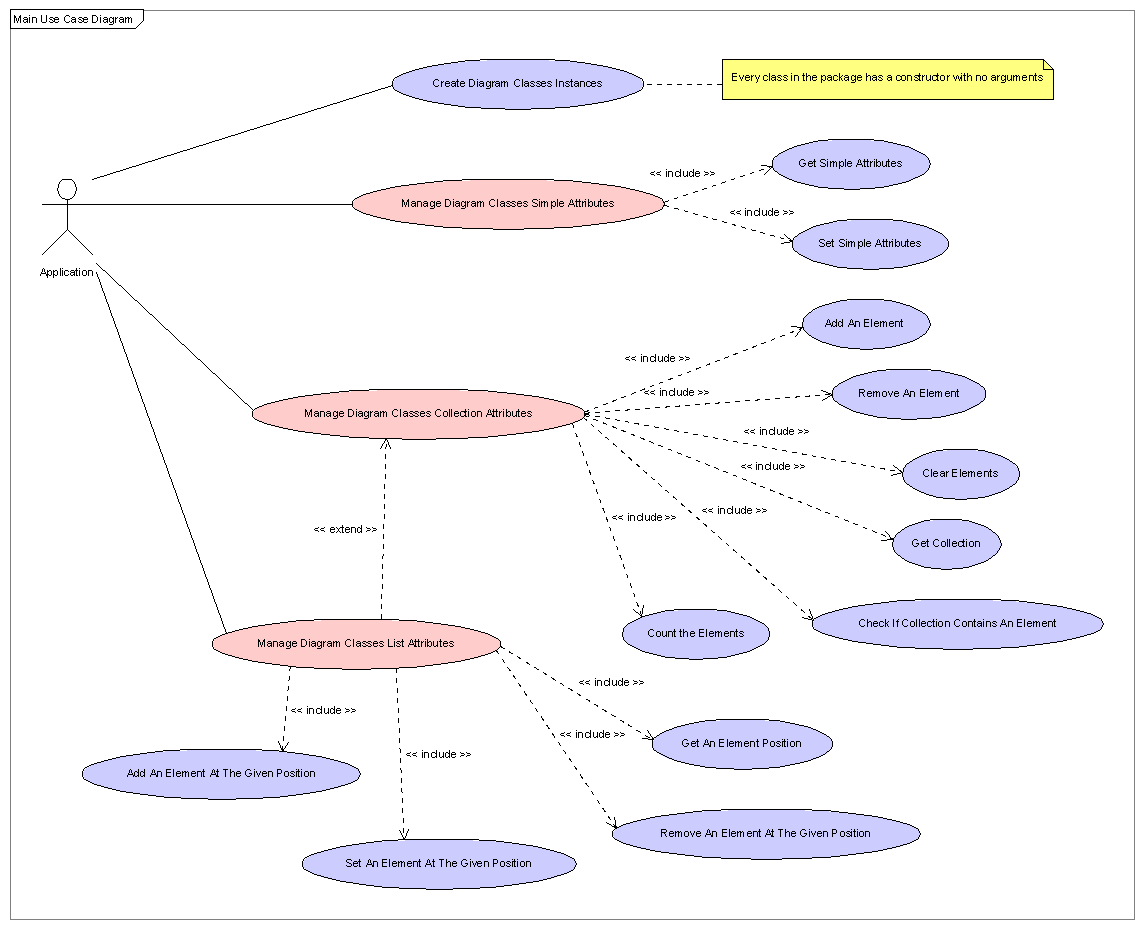 Main Use Case Diagram
Create Diagram Classes Instances
Every class in the package has a constructor with no arguments
Get Simple Attributes
<< include >>
Manage Diagram Classes Simple Attributes
<< include >>
Set Simple Attributes
Application
Add An Element
<< include >>
<< include >>
Remove An Element
Manage Diagram Classes Collection Attributes
<< include >>
<< include >>
Clear Elements
<< include >>
<< include >>
<< extend >>
Get Collection
Check If Collection Contains An Element
Count the Elements
Manage Diagram Classes List Attributes
<< include >>
<< include >>
<< include >>
<< include >>
Get An Element Position
Add An Element At The Given Position
Remove An Element At The Given Position
Set An Element At The Given Position